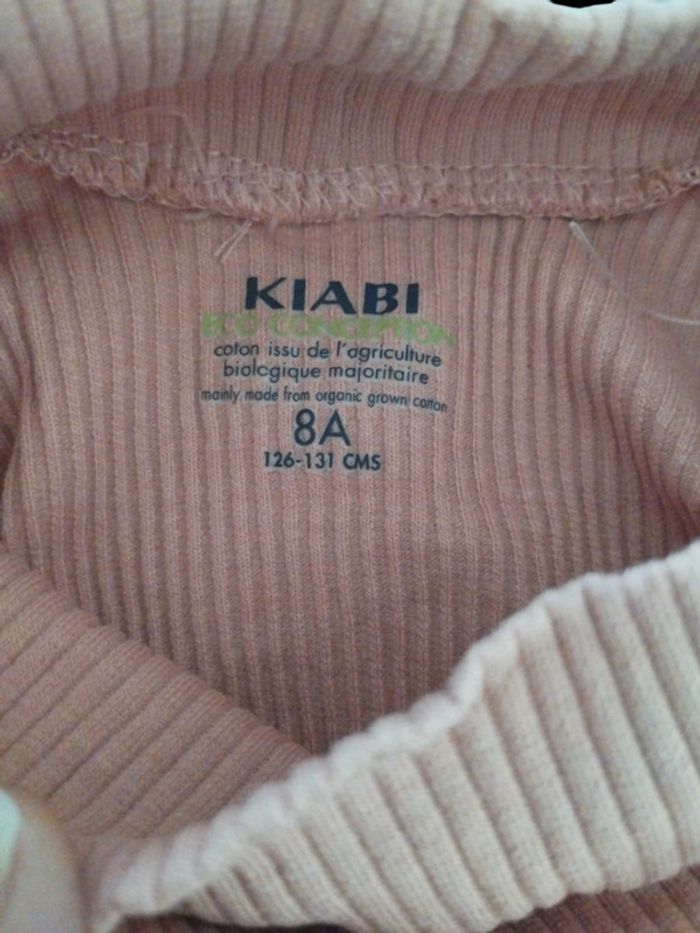 KIABI
ECO CONCEPTION
coton issu de l'agriculture
biologique majoritaire
mainly made from organic grown cotton
8A
126-131 CMS